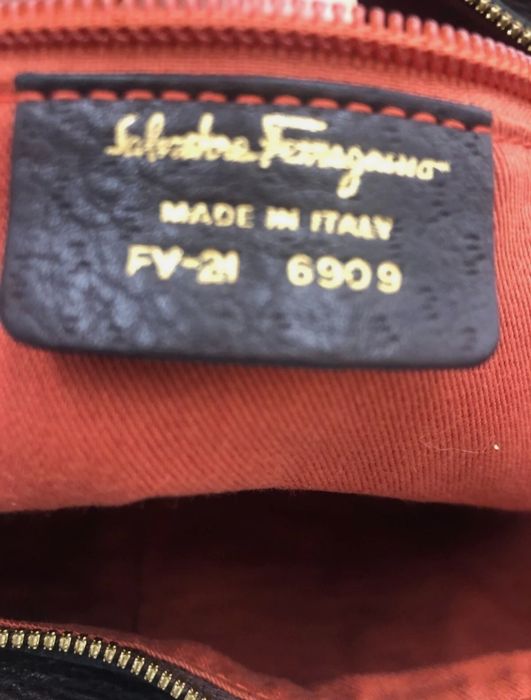 Salvatore Ferragamo
MADE IN ITALY
FV-21 6909